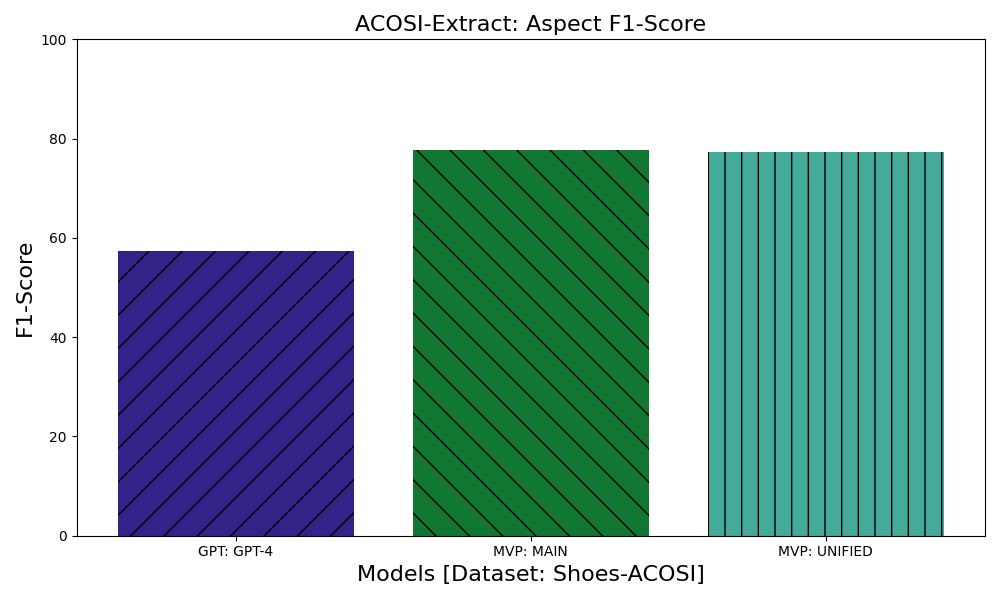 ACOSI-Extract: Aspect F1-Score
100
80
60
40
20
0
F1-Score
GPT: GPT-4
MVP: MAIN
MVP: UNIFIED
Models [Dataset: Shoes-ACOSI]